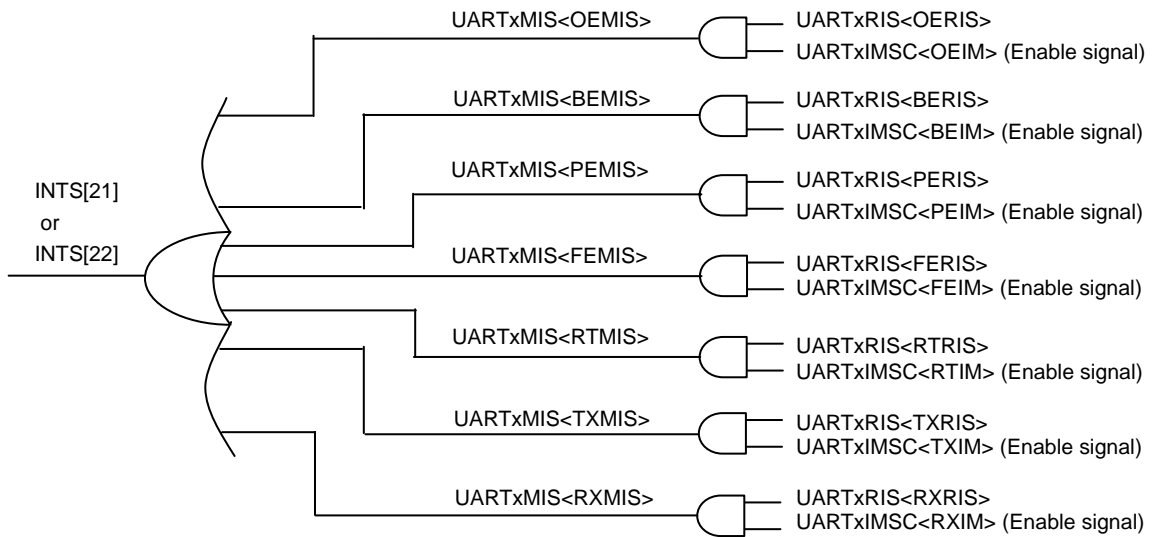 UARTxMIS<OEMIS>
UARTxRIS<OERIS>
UARTxIMSC<OEIM> (Enable signal)
UARTxMIS<BEMIS>
UARTxRIS<BERIS>
UARTxIMSC<BEIM> (Enable signal)
UARTxMIS<PEMIS>
UARTxRIS<PERIS>
UARTxIMSC<PEIM> (Enable signal)
INTS[21]
or
INTS[22]
UARTxMIS<FEMIS>
UARTxRIS<FERIS>
UARTxIMSC<FEIM> (Enable signal)
UARTxMIS<RTMIS>
UARTxRIS<RTRIS>
UARTxIMSC<RTIM> (Enable signal)
UARTxMIS<TXMIS>
UARTxRIS<TXRIS>
UARTxIMSC<TXIM> (Enable signal)
UARTxMIS<RXMIS>
UARTxRIS<RXRIS>
UARTxIMSC<RXIM> (Enable signal)